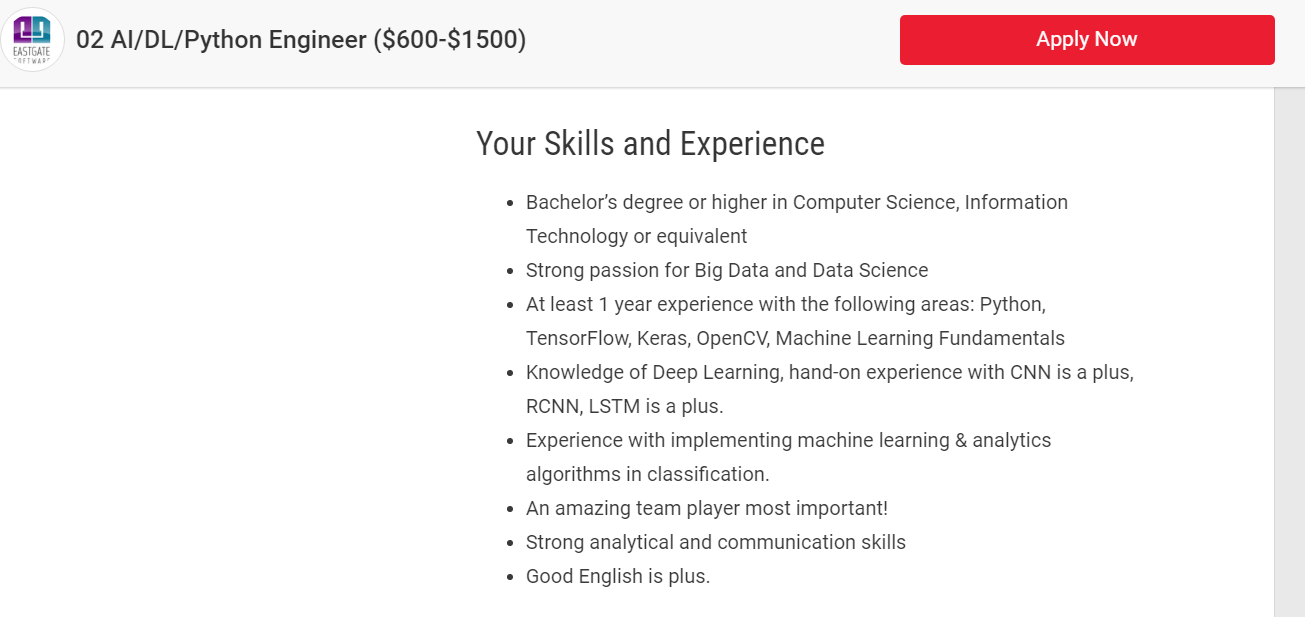 EASTGATE
SOFTWARE
02 AI/DL/Python Engineer ($600-$1500)
Apply Now
Your Skills and Experience
Bachelor’s degree or higher in Computer Science, Information
Technology or equivalent
Strong passion for Big Data and Data Science
At least 1 year experience with the following areas: Python,
TensorFlow, Keras, OpenCV, Machine Learning Fundamentals
Knowledge of Deep Learning, hand-on experience with CNN is a plus,
RCNN, LSTM is a plus.
Experience with implementing machine learning & analytics
algorithms in classification.
An amazing team player most important!
Strong analytical and communication skills
Good English is plus.